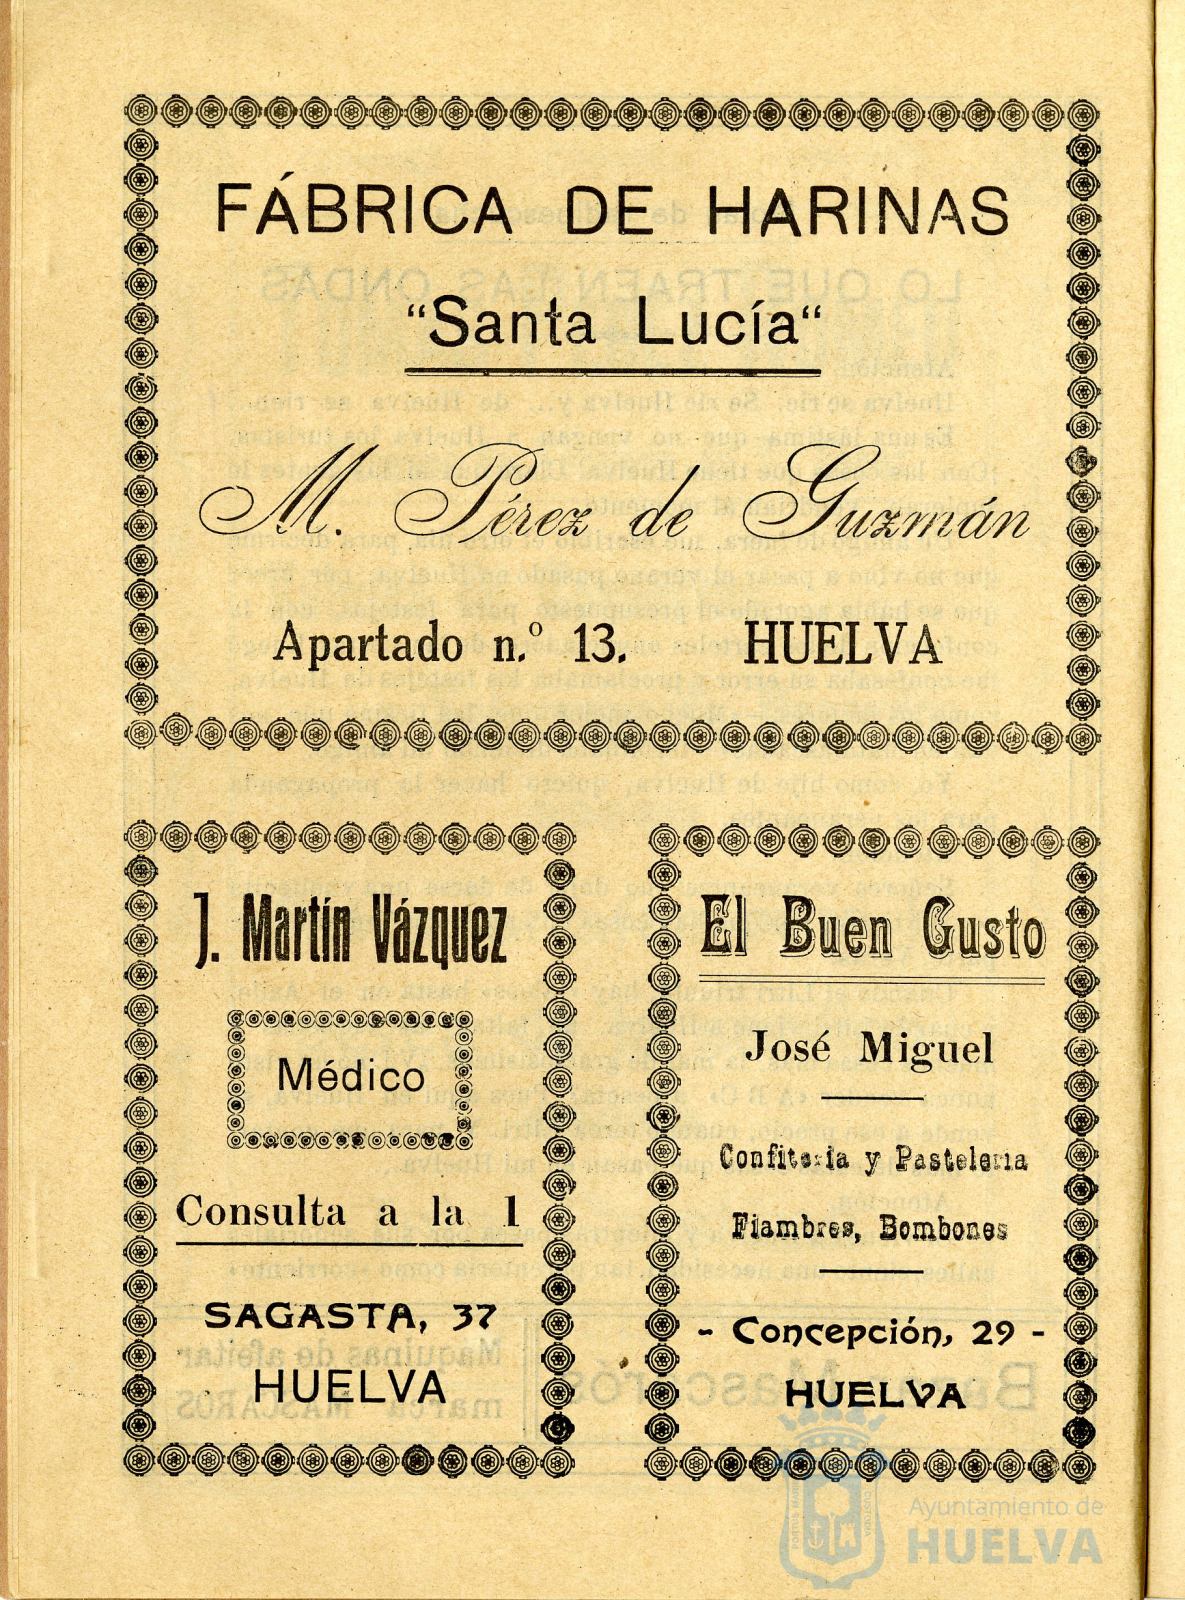 FÁBRICA DE HARINAS
“Santa Lucía“
M. Pérez de Guzmán
Apartado n.º 13. HUELVA
J. Martín Vázquez
Médico
Consulta a la 1
SAGASTA, 37
HUELVA
El Buen Gusto
José Miguel
Confitería y Pastelería
Fiambres, Bombones
- Concepción, 29 -
HUELVA
Ayuntamiento de
HUELVA